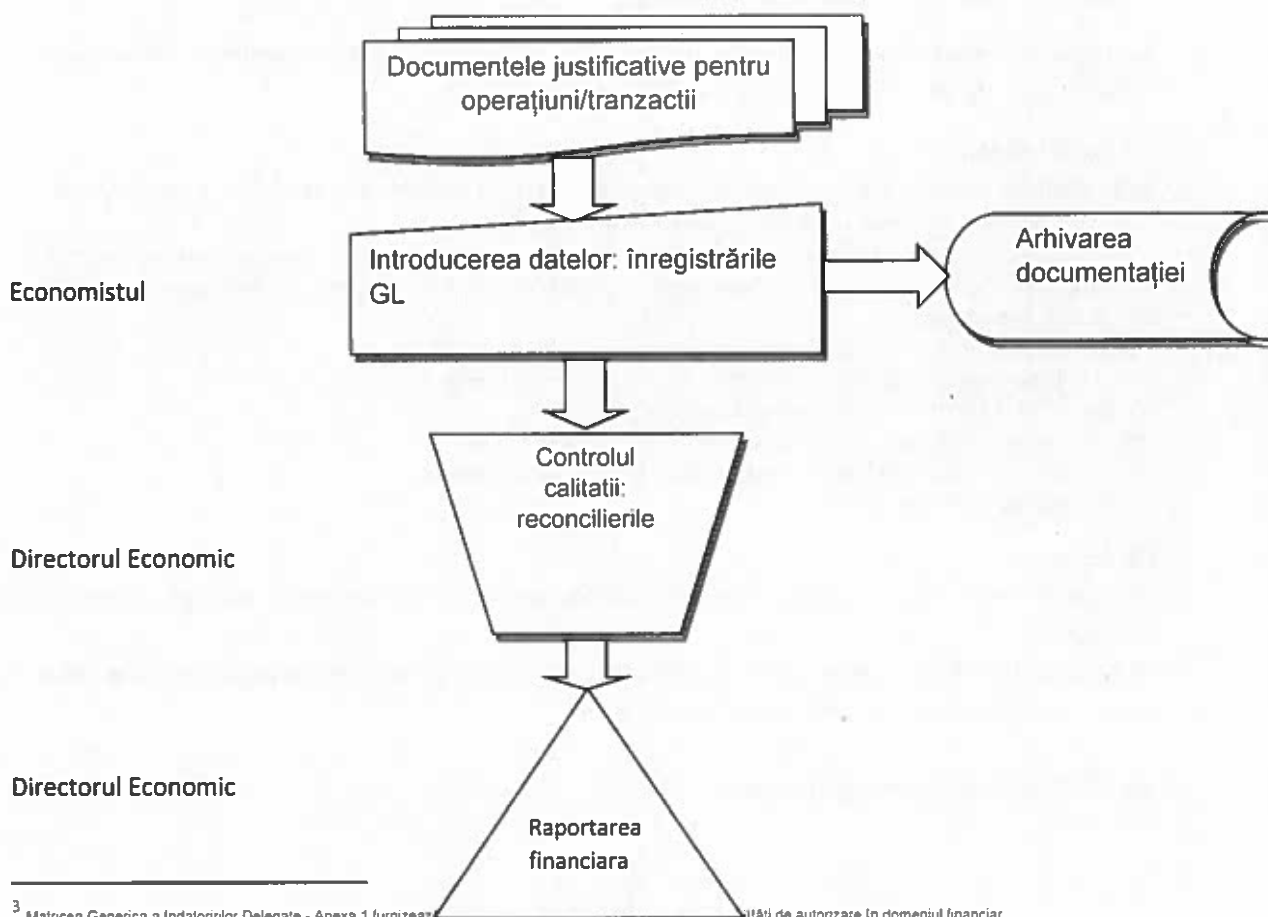 Documentele justificative pentru
operațiuni/tranzactii
Introducerea datelor: înregistrările
GL
Arhivarea
documentației
Economistul
Controlul
calitatii:
reconcilierile
Directorul Economic
Directorul Economic
Raportarea
financiara
3 Matricea Generica a Indatoririlor Delegate - Anexa 1 de autorizare în domeniul financiar